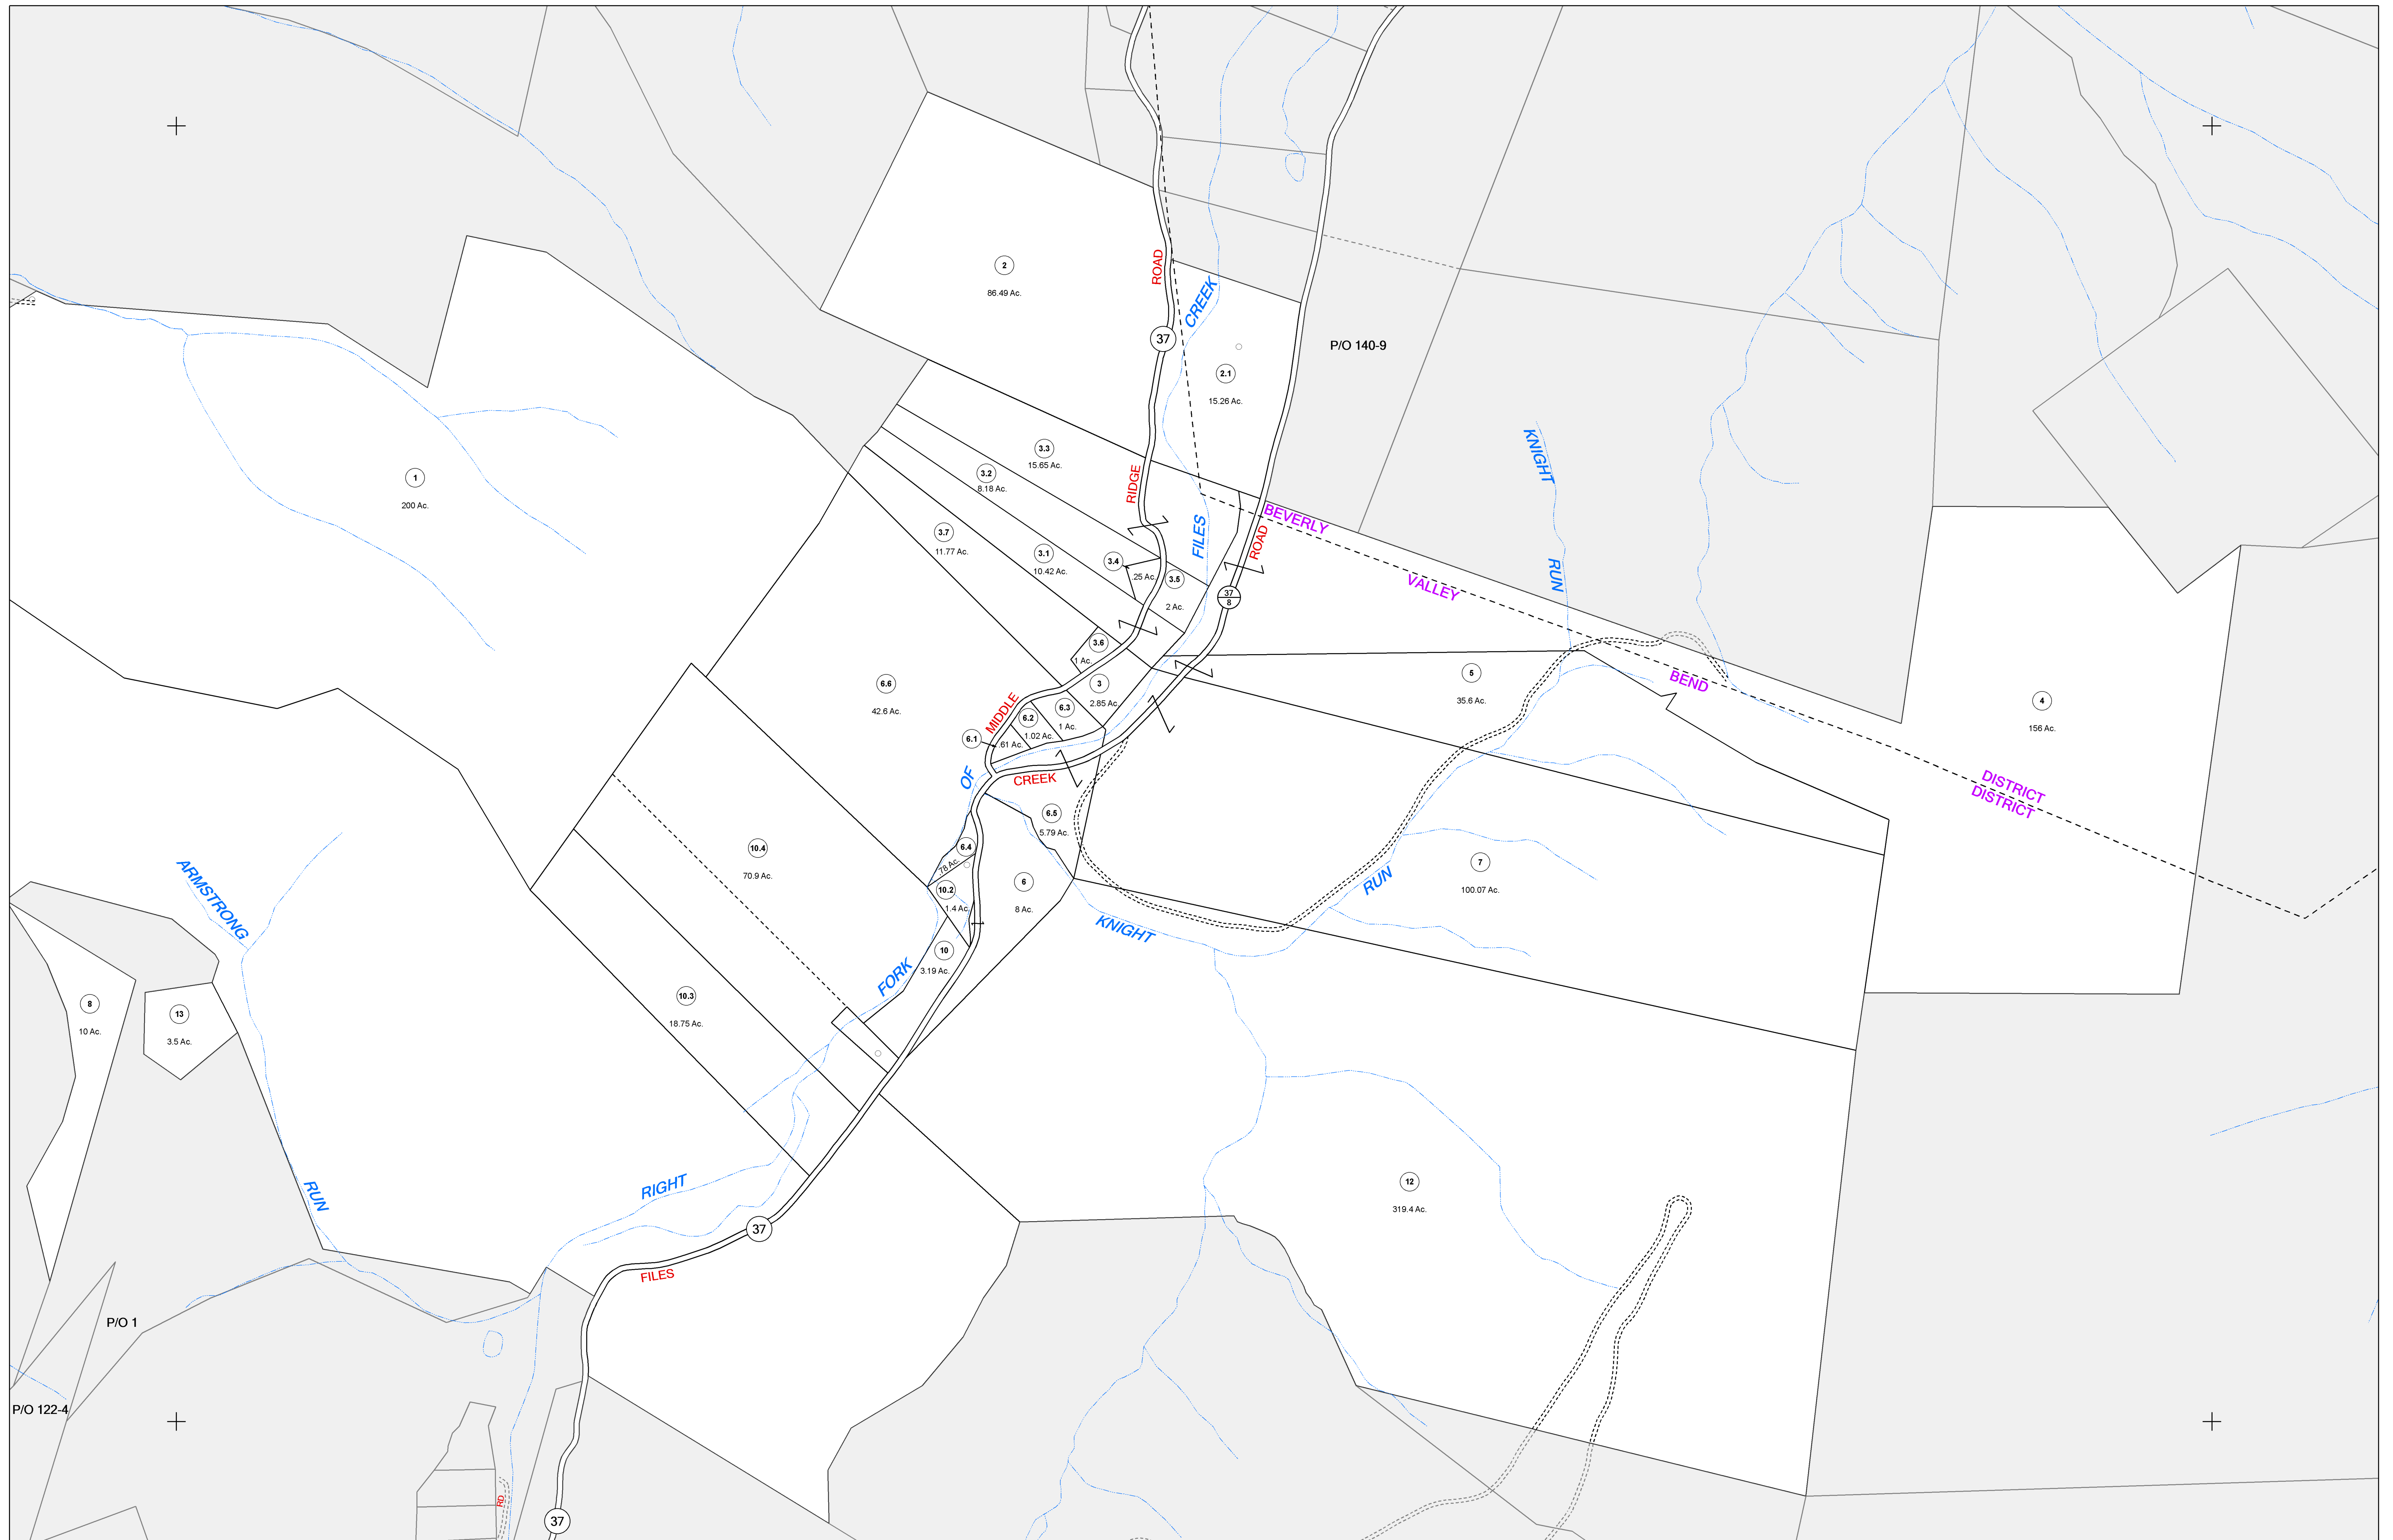 2
86.49 Ac.
ROAD
CREEK
37
P/O 140-9
2.1
15.26 Ac.
3.3
15.65 Ac.
3.2
8.18 Ac.
RIDGE
1
200 Ac.
KNIGHT
BEVERLY
FILES
ROAD
3.7
11.77 Ac.
3.1
10.42 Ac.
3.4
.25 Ac.
3.5
2 Ac.
RUN
VALLEY
37
8
3.6
1 Ac.
6.6
42.6 Ac.
3
2.85 Ac.
5
35.6 Ac.
BEND
4
156 Ac.
MIDDLE
6.3
1 Ac.
6.2
1.02 Ac.
6.1
.61 Ac.
OF
CREEK
DISTRICT
DISTRICT
6.5
5.79 Ac.
10.4
70.9 Ac.
6.4
.78 Ac.
10.2
1.4 Ac.
6
8 Ac.
7
100.07 Ac.
RUN
KNIGHT
ARMSTRONG
10
3.19 Ac.
FORK
10.3
18.75 Ac.
8
10 Ac.
13
3.5 Ac.
RUN
RIGHT
12
319.4 Ac.
37
FILES
P/O 1
P/O 122-4
RD
37